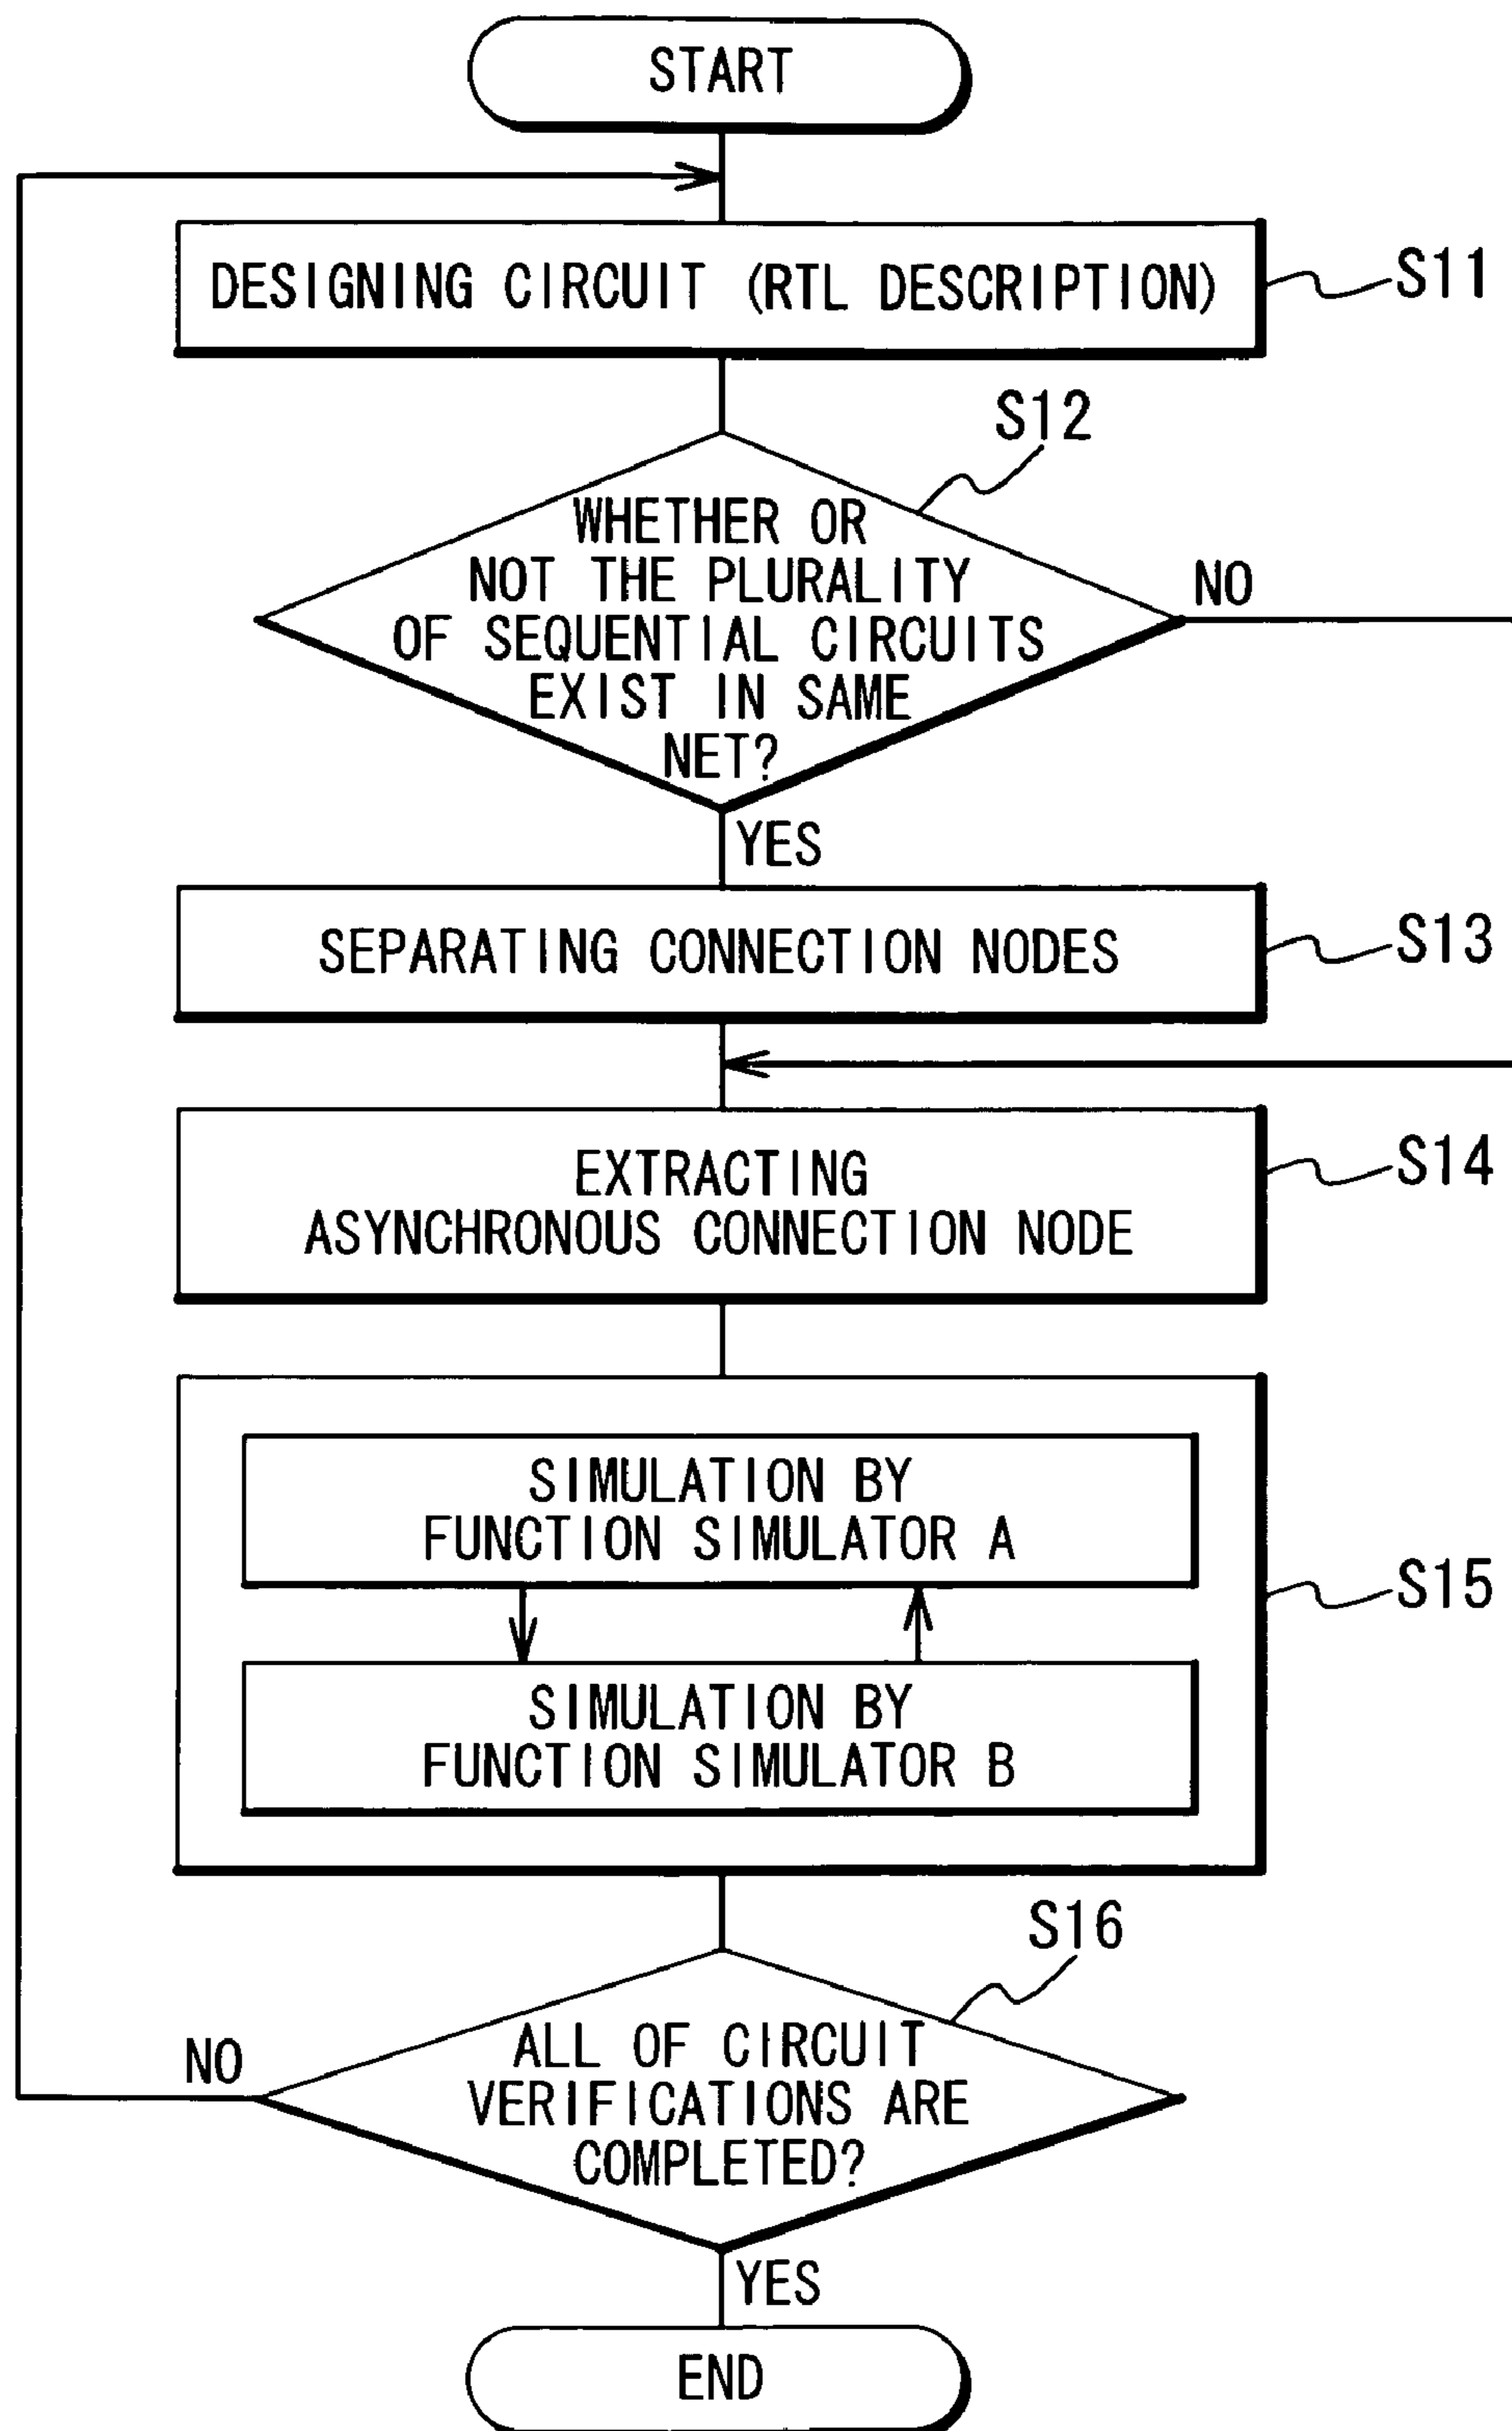 START
DESIGNING CIRCUIT (RTL DESCRIPTION)
S11
S12
WHETHER OR
NOT THE PLURALITY
OF SEQUENTIAL CIRCUITS
EXIST IN SAME
NET?
NO
YES
SEPARATING CONNECTION NODES
S13
EXTRACTING
ASYNCHRONOUS CONNECTION NODE
S14
SIMULATION BY
FUNCTION SIMULATOR A
S15
SIMULATION BY
FUNCTION SIMULATOR B
S16
ALL OF CIRCUIT
VERIFICATIONS ARE
COMPLETED?
NO
YES
END